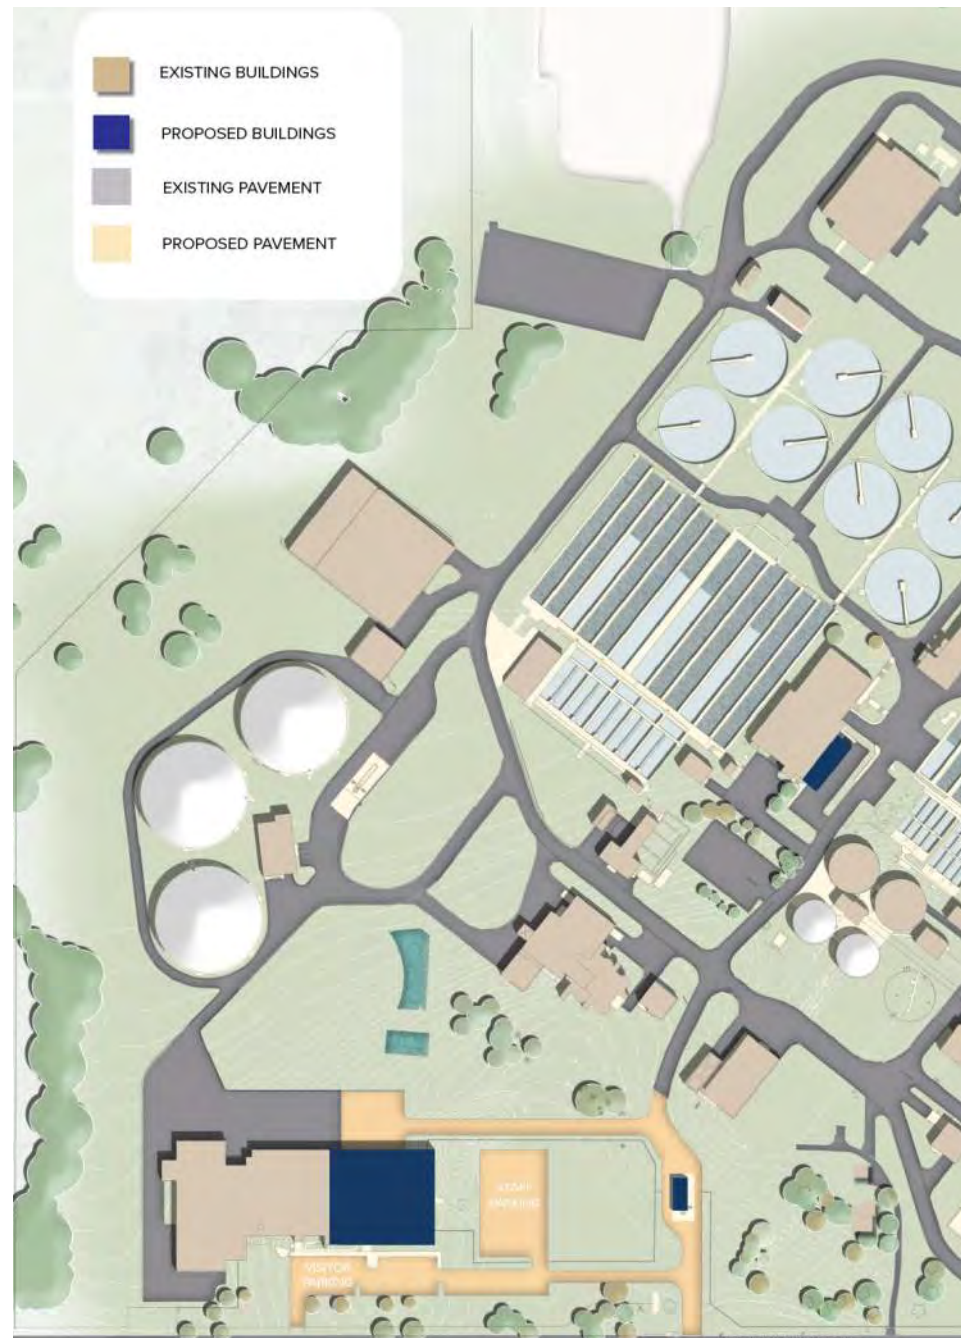 EXISTING BUILDINGS
PROPOSED BUILDINGS
EXISTING PAVEMENT
PROPOSED PAVEMENT
STAFF
PARKING
VISITOR
PARKING